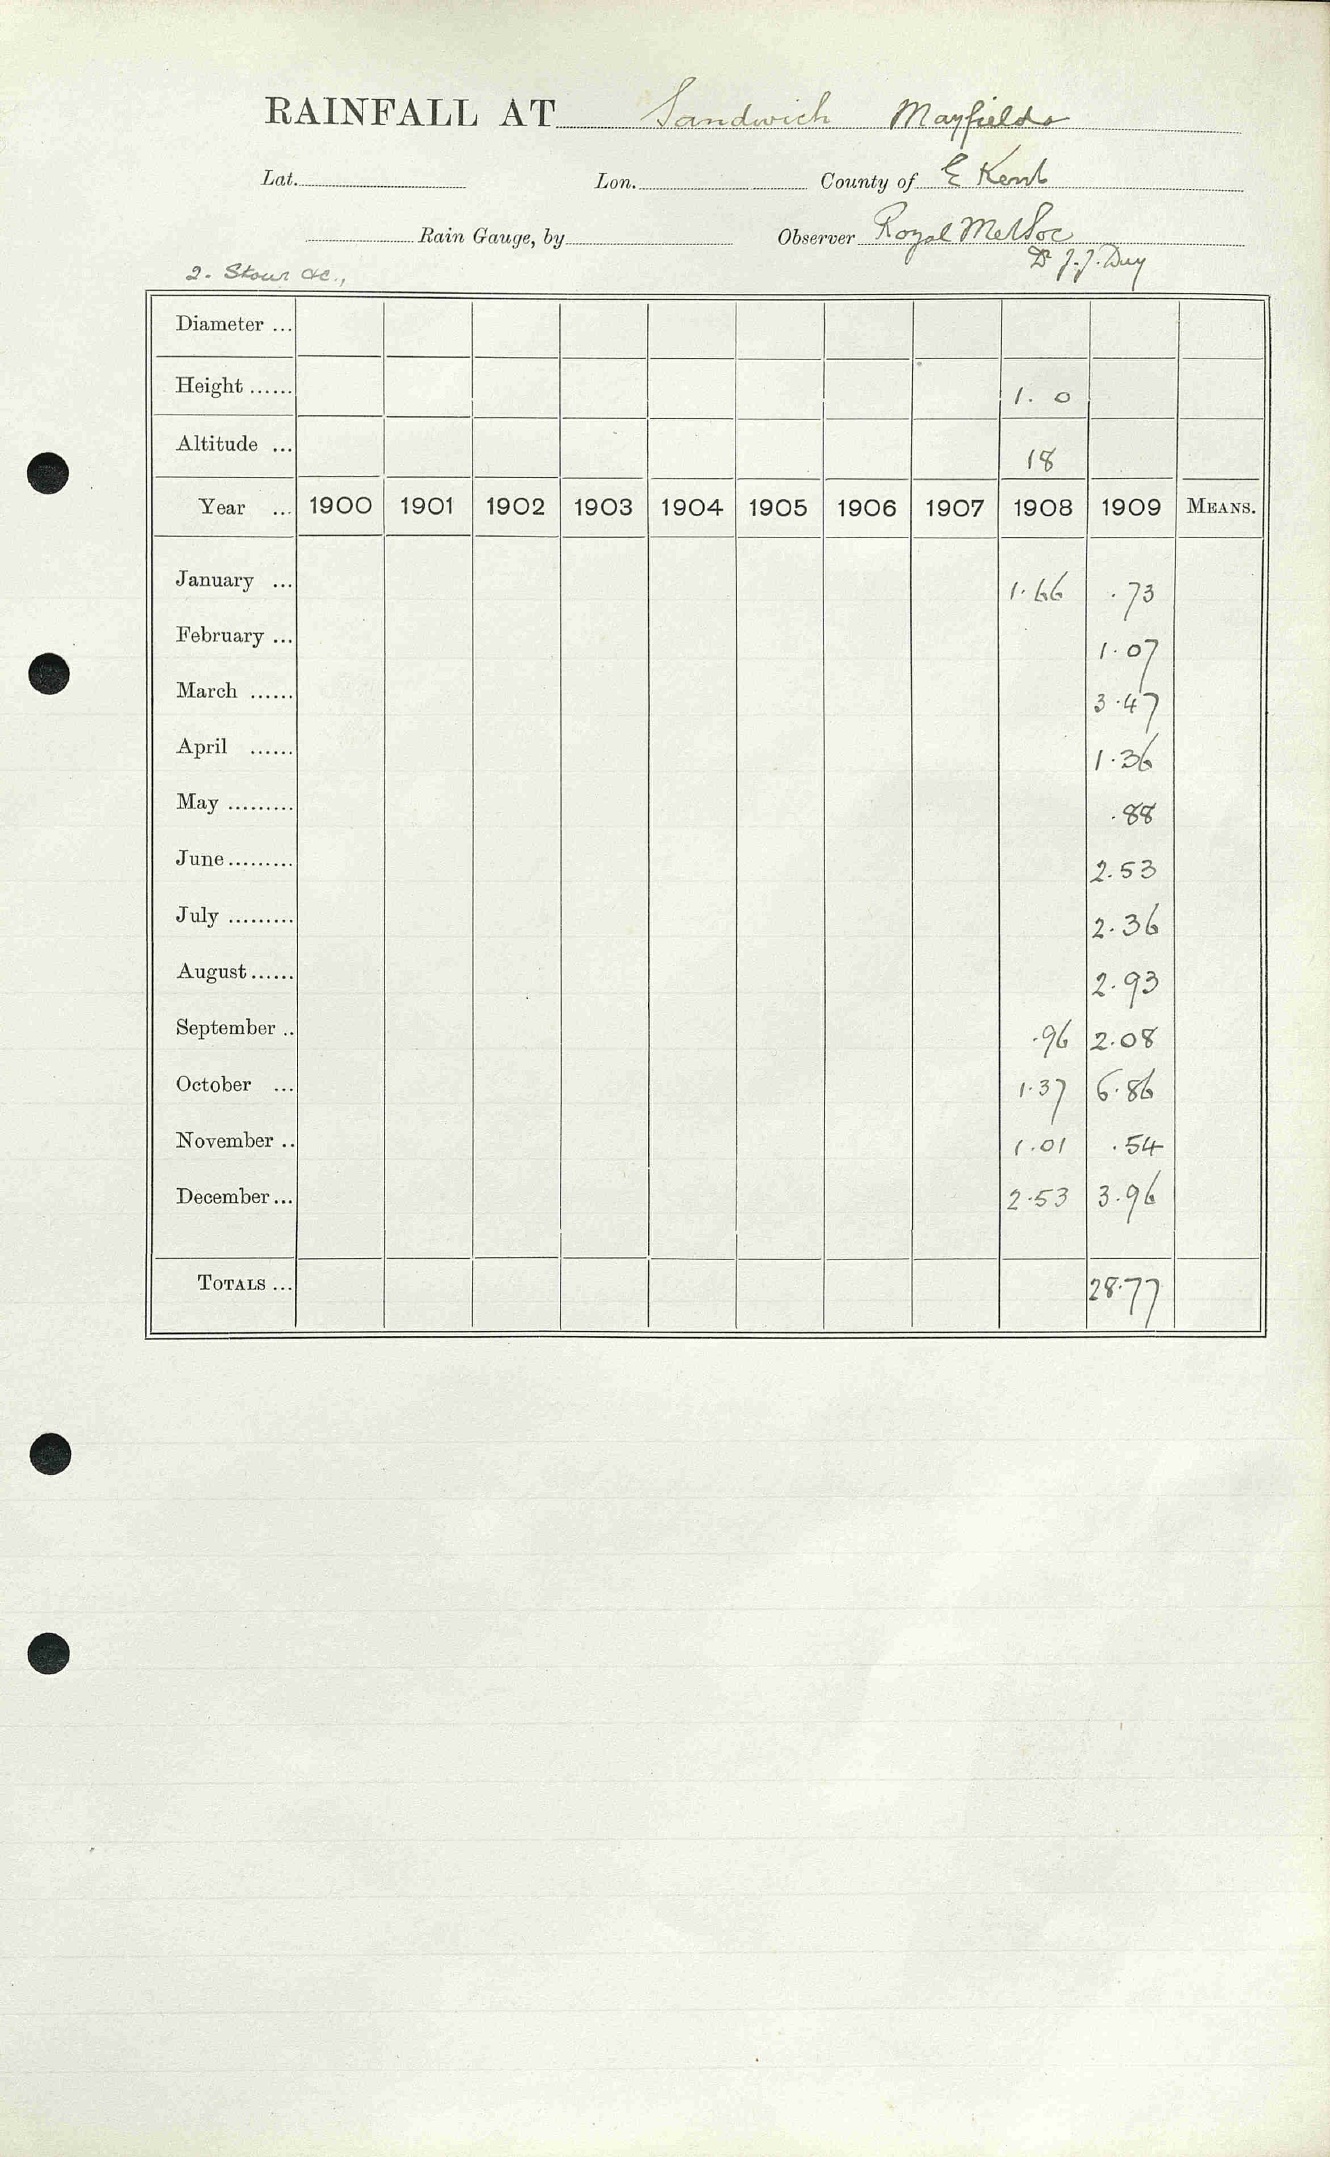 RAINFALL AT Sandwich Mayfields
Lat. Lon. County of E Kent
Rain Gauge, by Observer Royal Met Soc
2. Stour &c., Dr J. J. Day
Diameter ...
Height ...... 1. 0
Altitude ... 18
Year ... 1900 1901 1902 1903 1904 1905 1906 1907 1908 1909 MEANS.
January ... 1.66 .73
February ... 1.07
March ...... 3.47
April ...... 1.36
May ......... .88
June ......... 2.53
July ......... 2.36
August ...... 2.93
September .. .96 2.08
October ... 1.37 6.86
November .. 1.01 .54
December ... 2.53 3.96
TOTALS ... 28.77